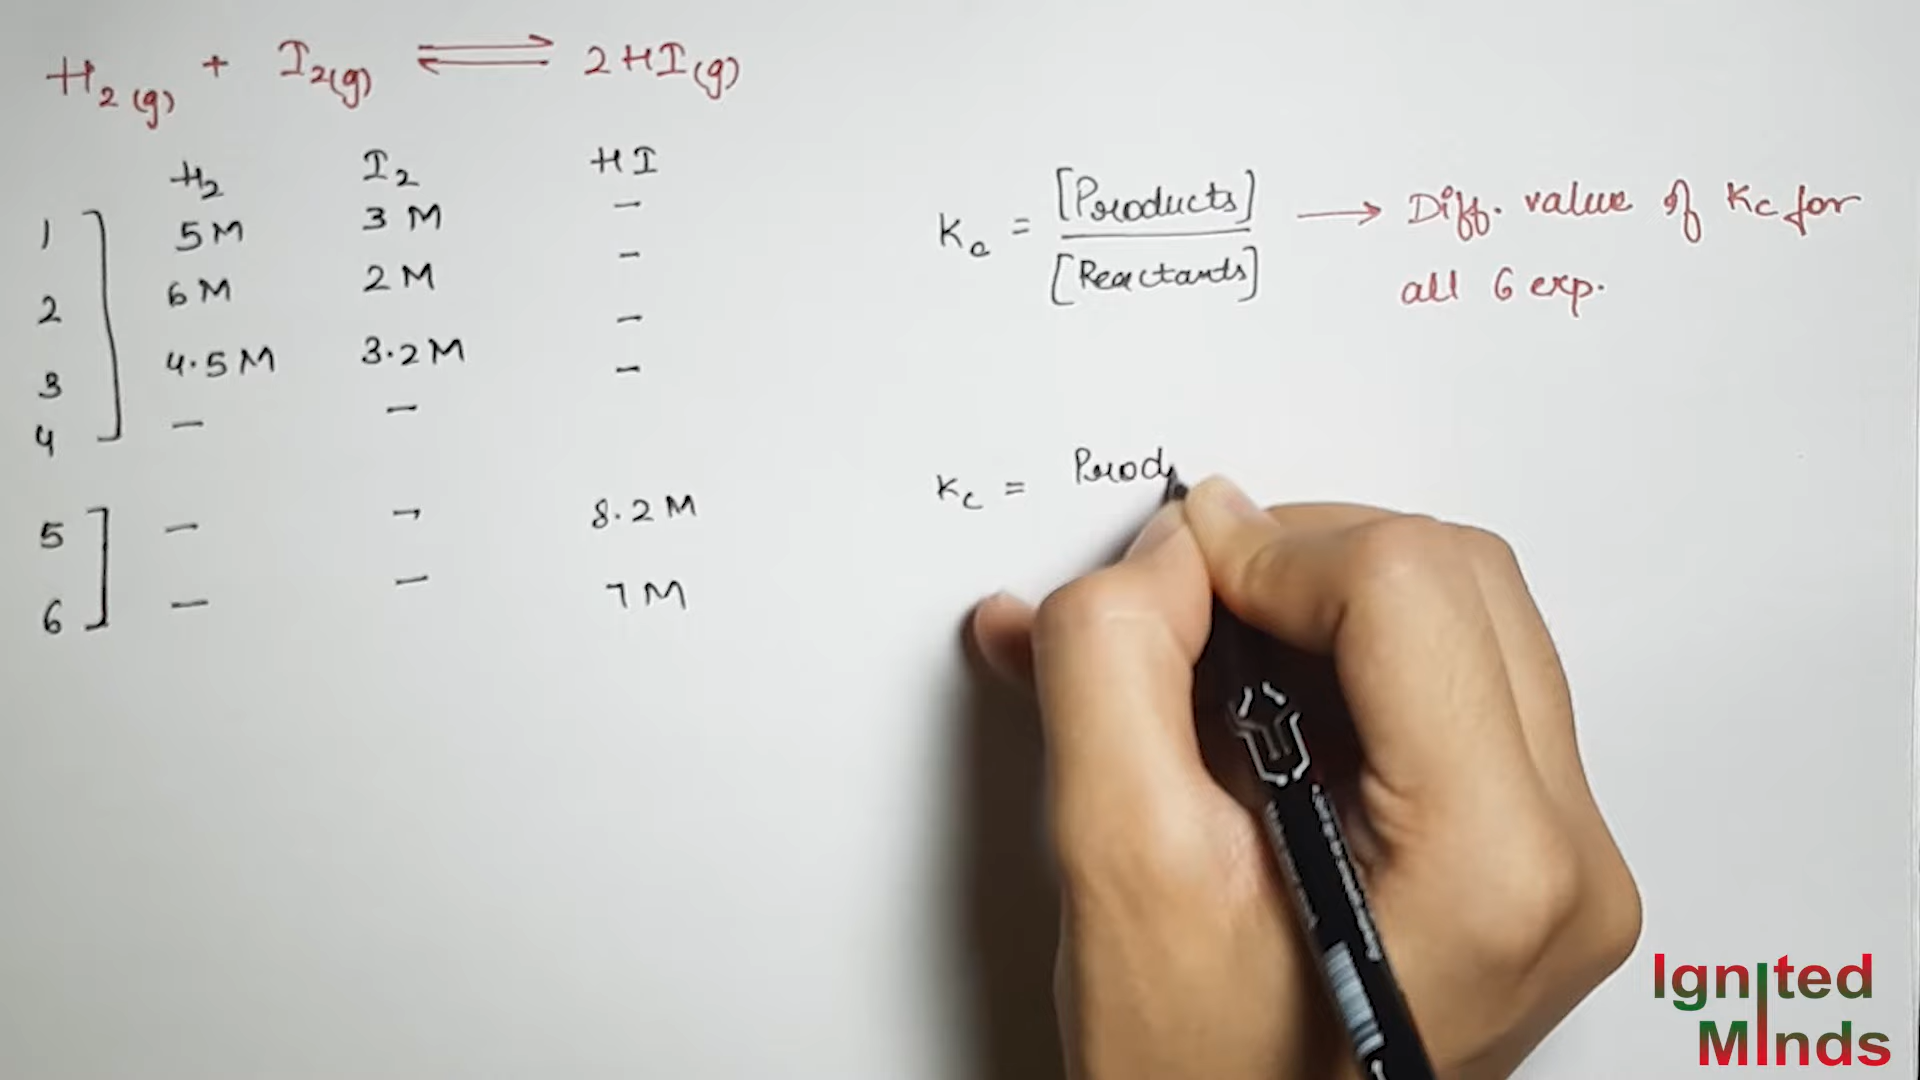 H₂(g) + I₂(g) ⇌ 2HI(g)
H₂ I₂ HI
1 5M 3M –
2 6M 2M –
3 4.5M 3.2M –
4 – – –
5 – – 8.2M
6 – – 7M
Kc = [Products] / [Reactants] → Diff. value of Kc for
all 6 exp.
Kc = Prod
Ignited
Minds